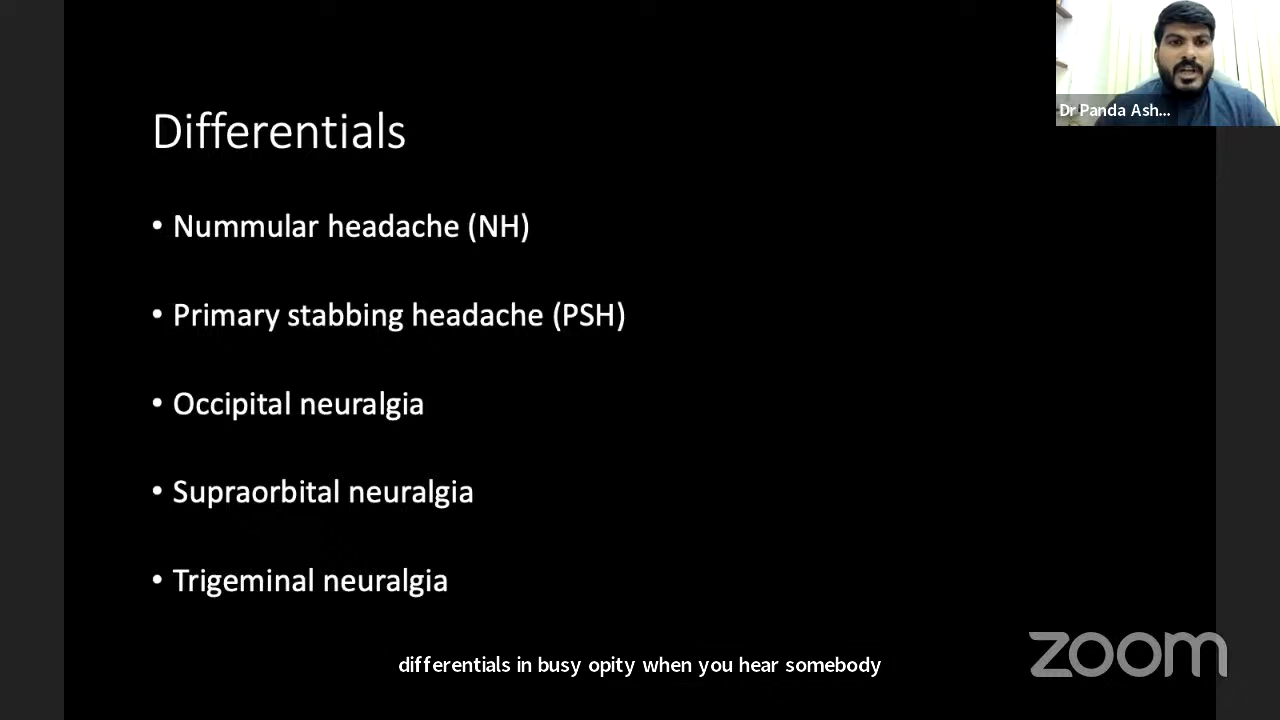 Dr Panda Ash...
Differentials
• Nummular headache (NH)
• Primary stabbing headache (PSH)
• Occipital neuralgia
• Supraorbital neuralgia
• Trigeminal neuralgia
differentials in busy opity when you hear somebody
zoom